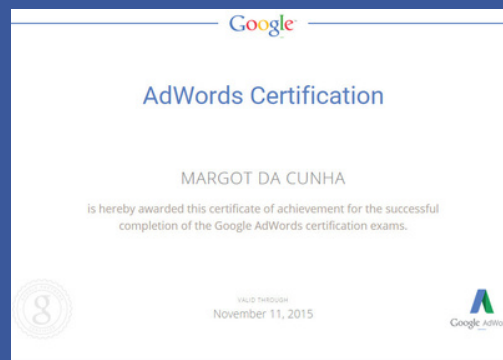 Google
AdWords Certification
MARGOT DA CUNHA
is hereby awarded this certificate of achievement for the successful
completion of the Google AdWords certification exams.
VALID THROUGH
November 11, 2015
g
Google AdWo